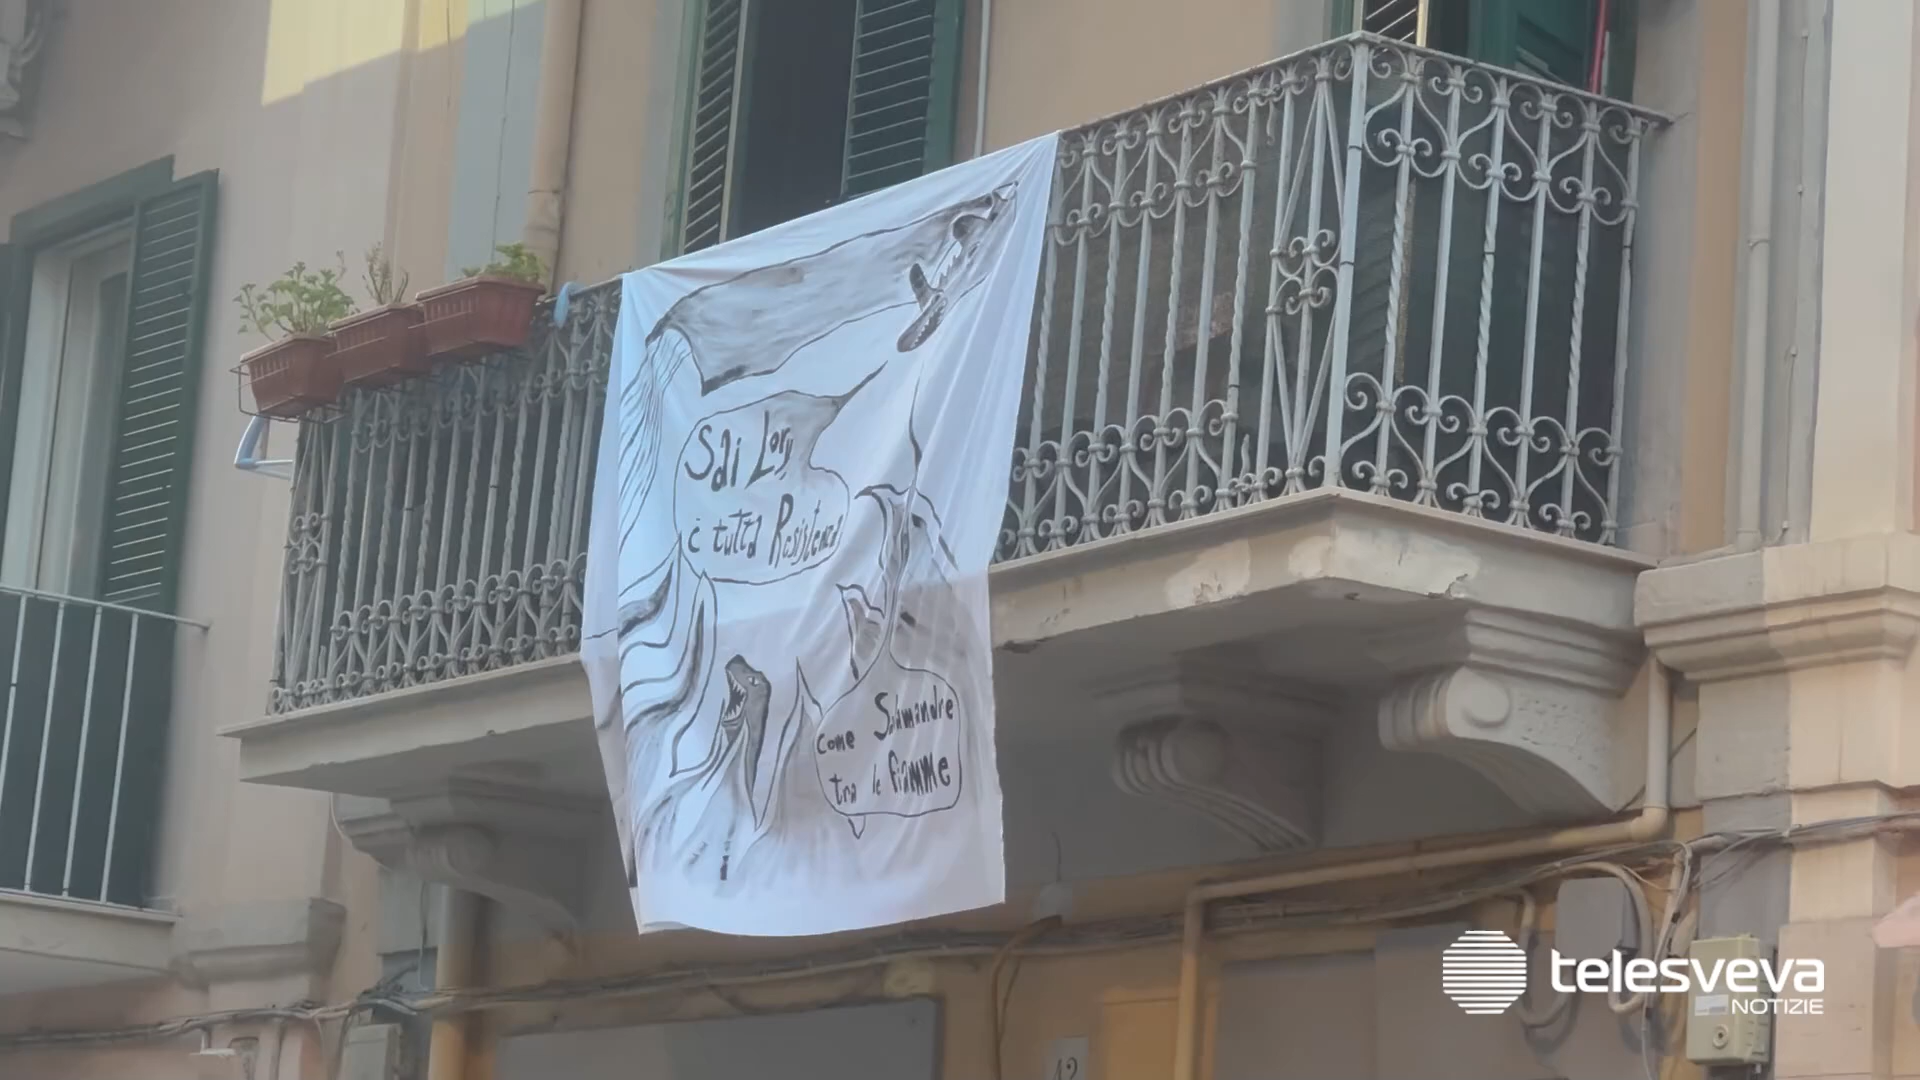 Sai Lory
è tutta Resistenza
come Salamandre
tra le fiamme
telesveva
NOTIZIE
42